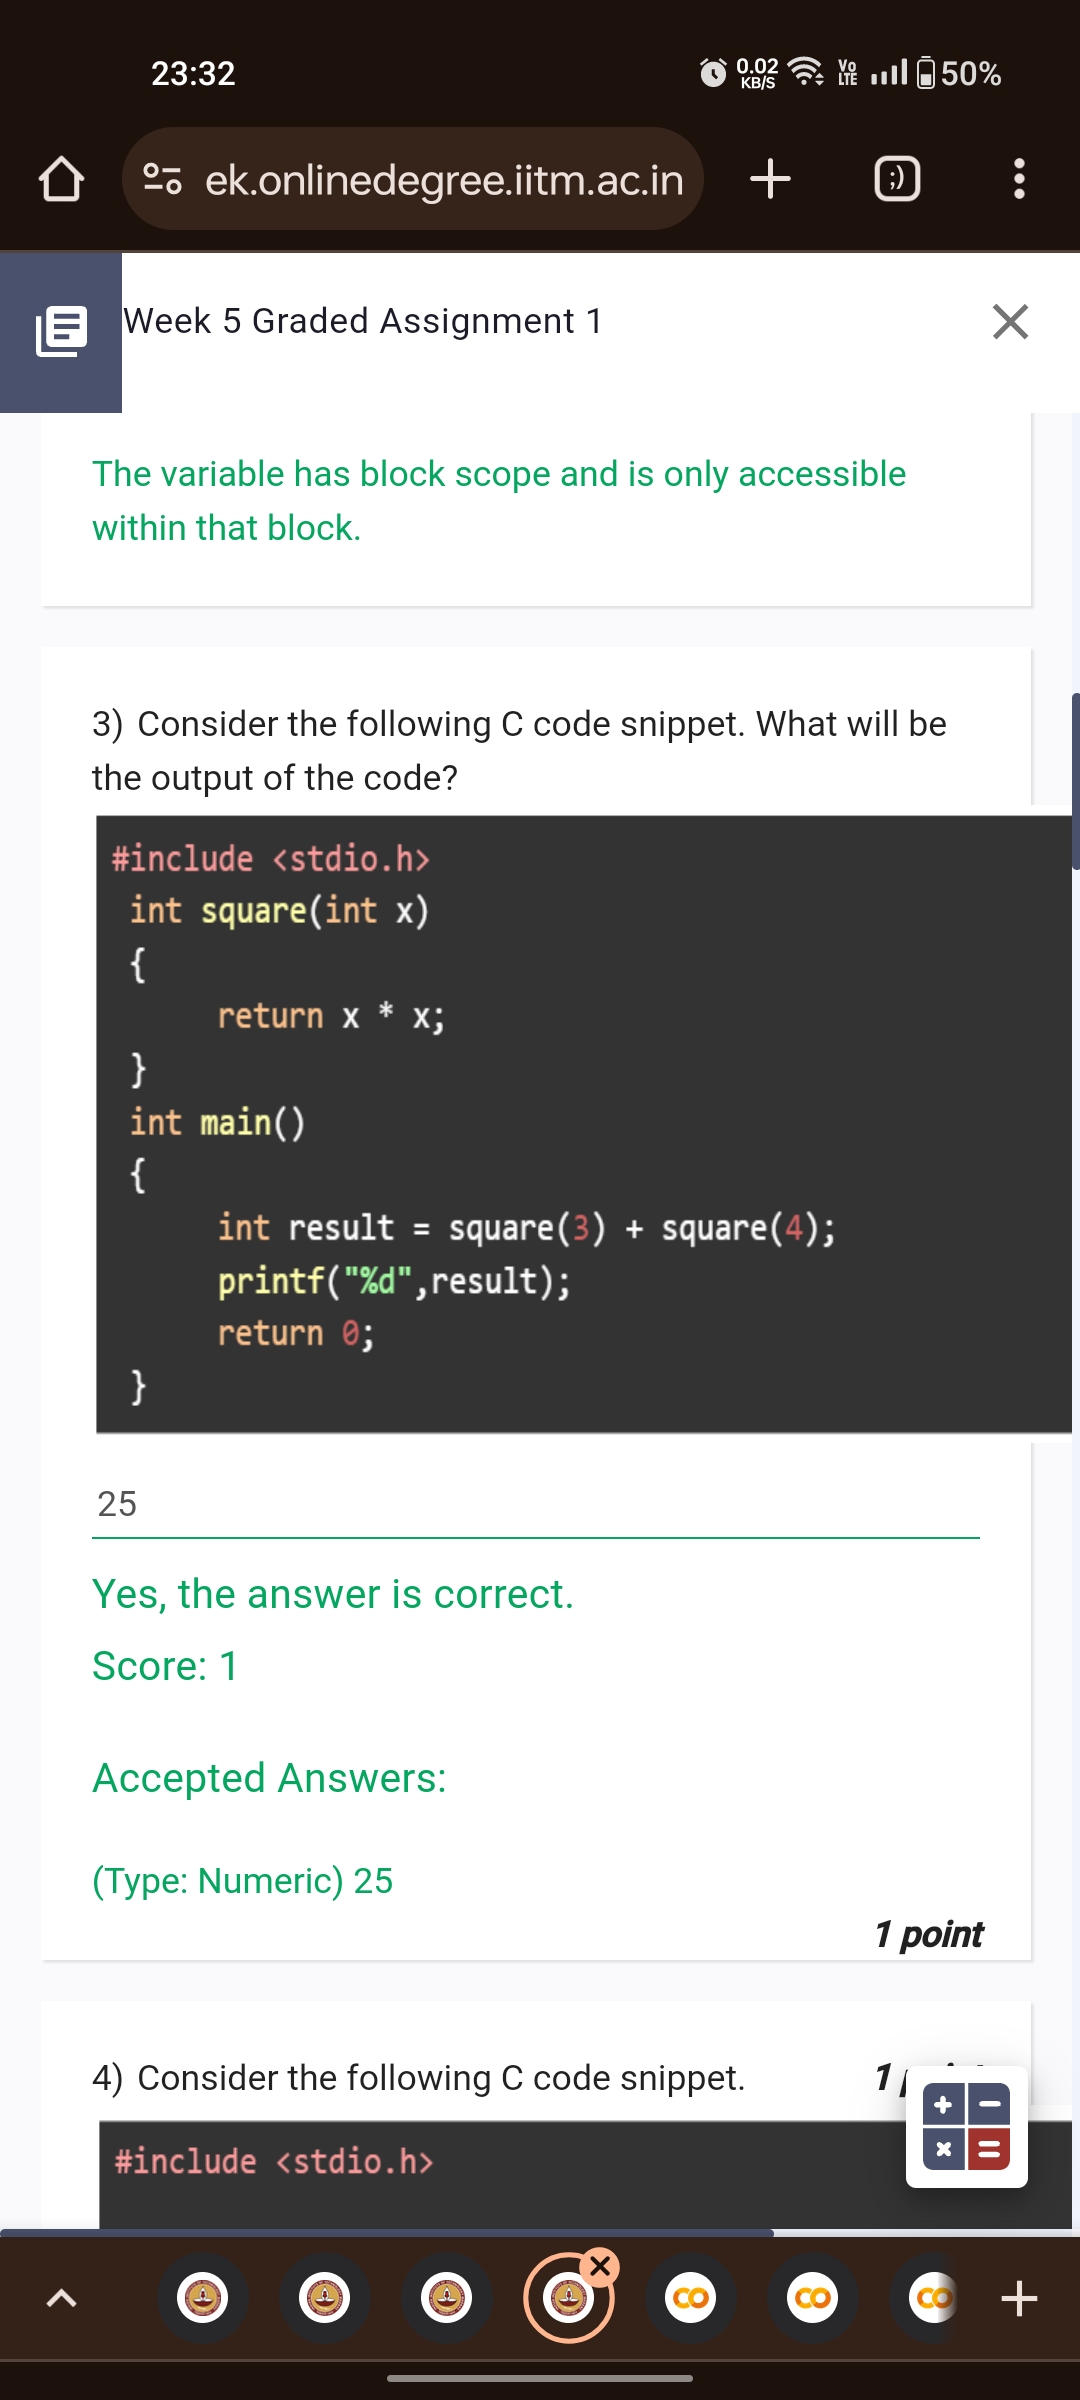 23:32
0.02 KB/S Vo LTE 50%
ek.onlinedegree.iitm.ac.in
Week 5 Graded Assignment 1
The variable has block scope and is only accessible
within that block.
3) Consider the following C code snippet. What will be
the output of the code?
#include <stdio.h>
int square(int x)
{
return x * x;
}
int main()
{
int result = square(3) + square(4);
printf("%d",result);
return 0;
}
25
Yes, the answer is correct.
Score: 1
Accepted Answers:
(Type: Numeric) 25
1 point
4) Consider the following C code snippet. 1
#include <stdio.h>